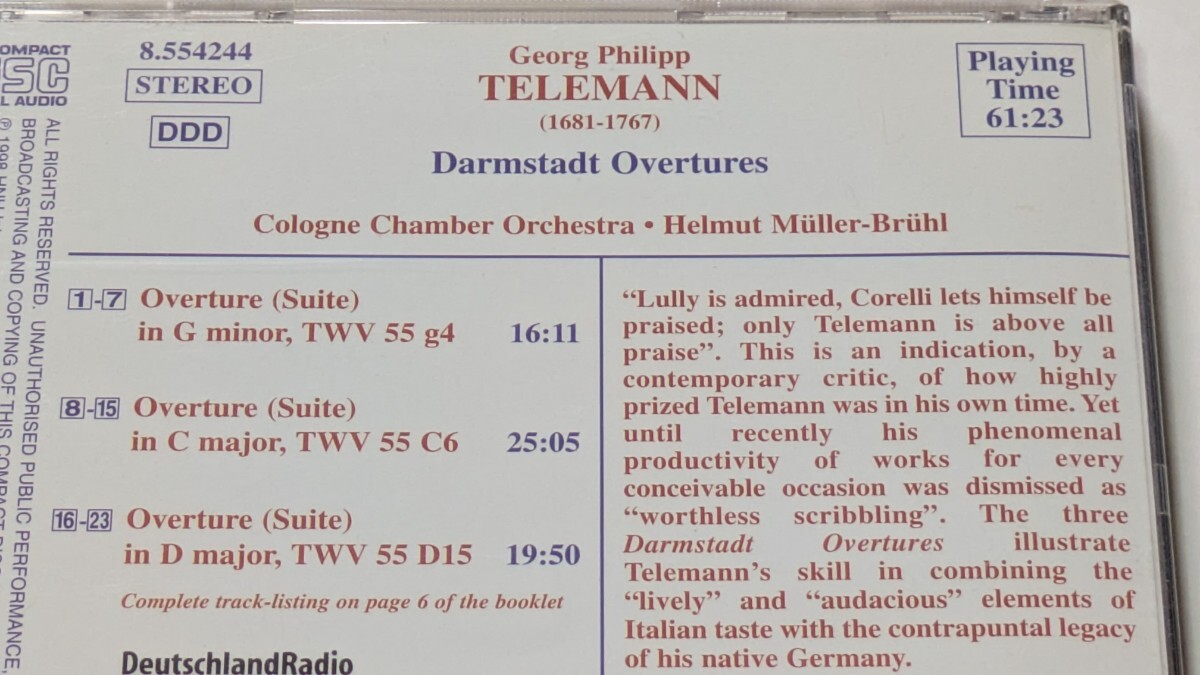 COMPACT
DIGITAL AUDIO
8.554244
STEREO
DDD
Georg Philipp
TELEMANN
(1681-1767)
Darmstadt Overtures
Cologne Chamber Orchestra • Helmut Müller-Brühl
Playing
Time
61:23
1-7 Overture (Suite)
in G minor, TWV 55 g4 16:11
8-15 Overture (Suite)
in C major, TWV 55 C6 25:05
16-23 Overture (Suite)
in D major, TWV 55 D15 19:50
Complete track-listing on page 6 of the booklet
DeutschlandRadio
“Lully is admired, Corelli lets himself be
praised; only Telemann is above all
praise”. This is an indication, by a
contemporary critic, of how highly
prized Telemann was in his own time. Yet
until recently his phenomenal
productivity of works for every
conceivable occasion was dismissed as
“worthless scribbling”. The three
Darmstadt Overtures illustrate
Telemann’s skill in combining the
“lively” and “audacious” elements of
Italian taste with the contrapuntal legacy
of his native Germany.
ALL RIGHTS RESERVED. UNAUTHORISED PUBLIC PERFORMANCE,
BROADCASTING AND COPYING OF THIS COMPACT DISC
℗ 1998 HNH